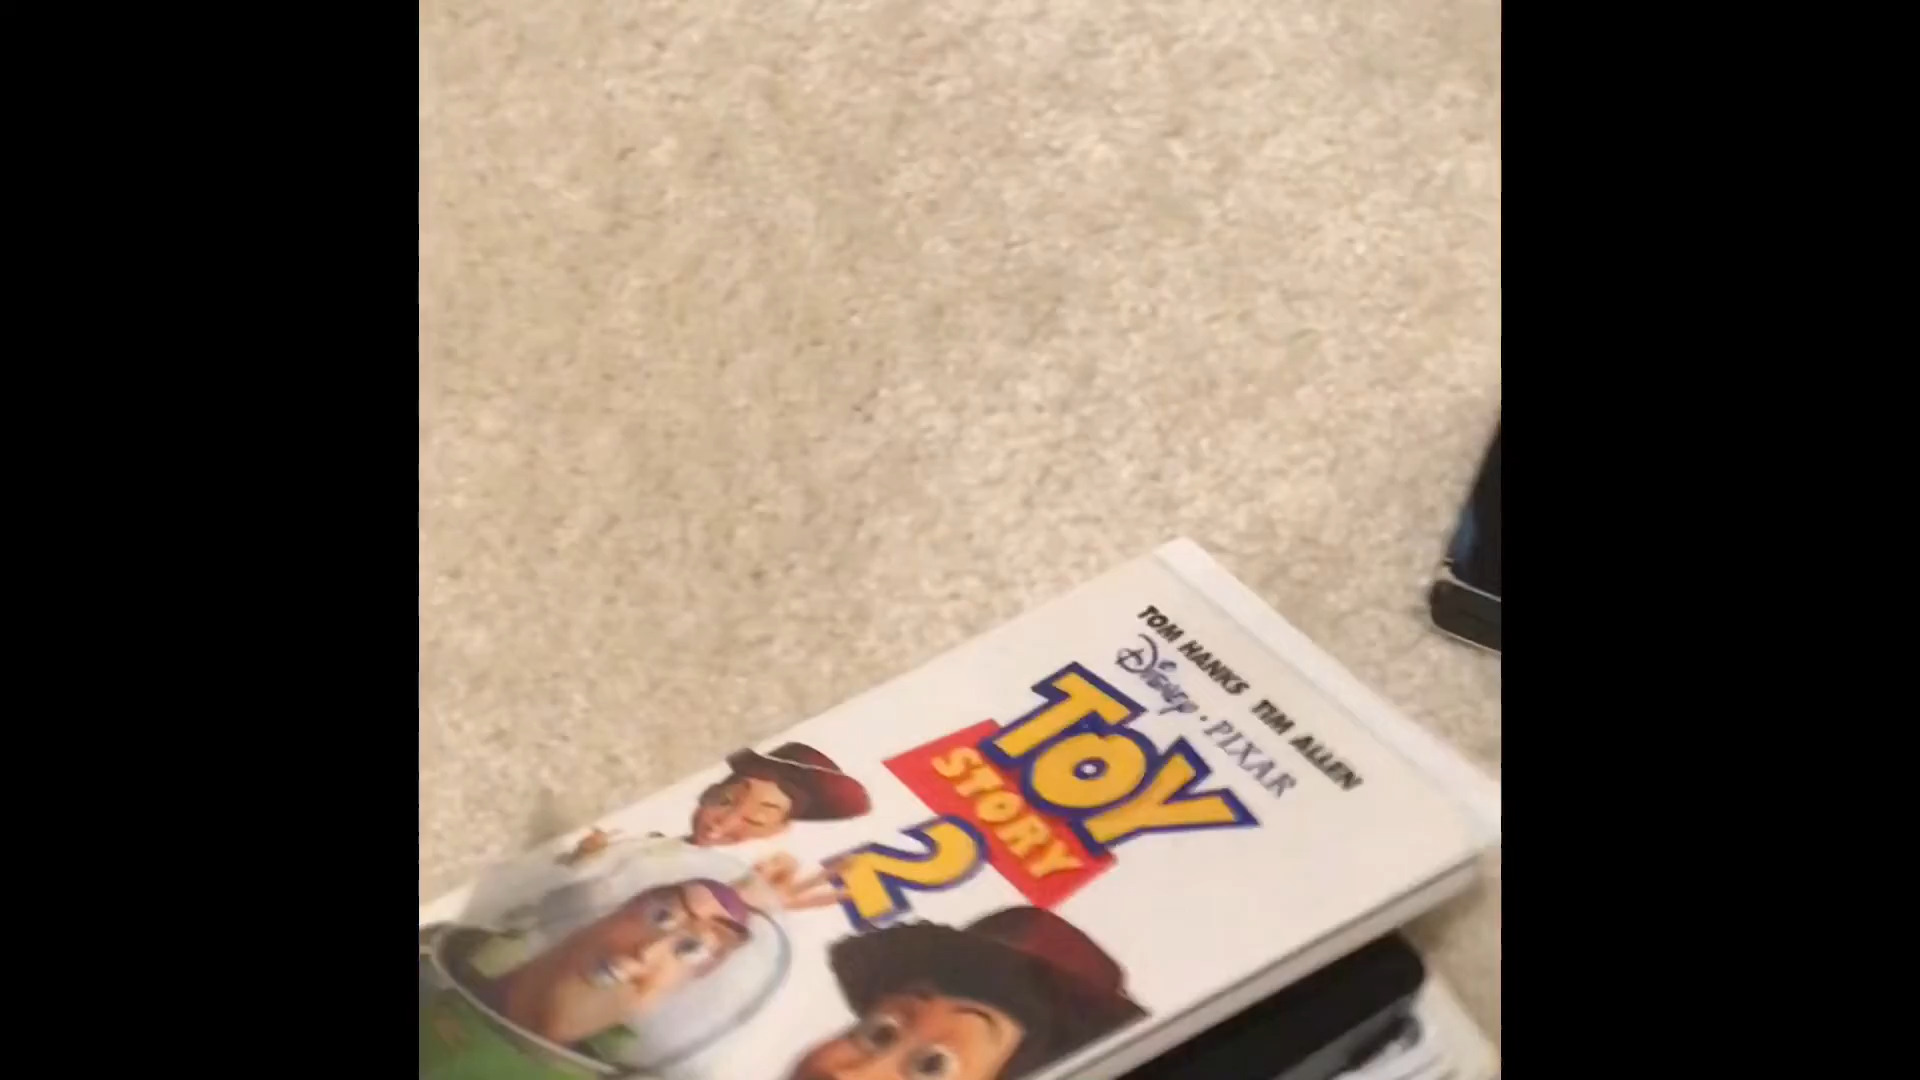 TOM HANKS TIM ALLEN
DISNEY · PIXAR
TOY
STORY
2